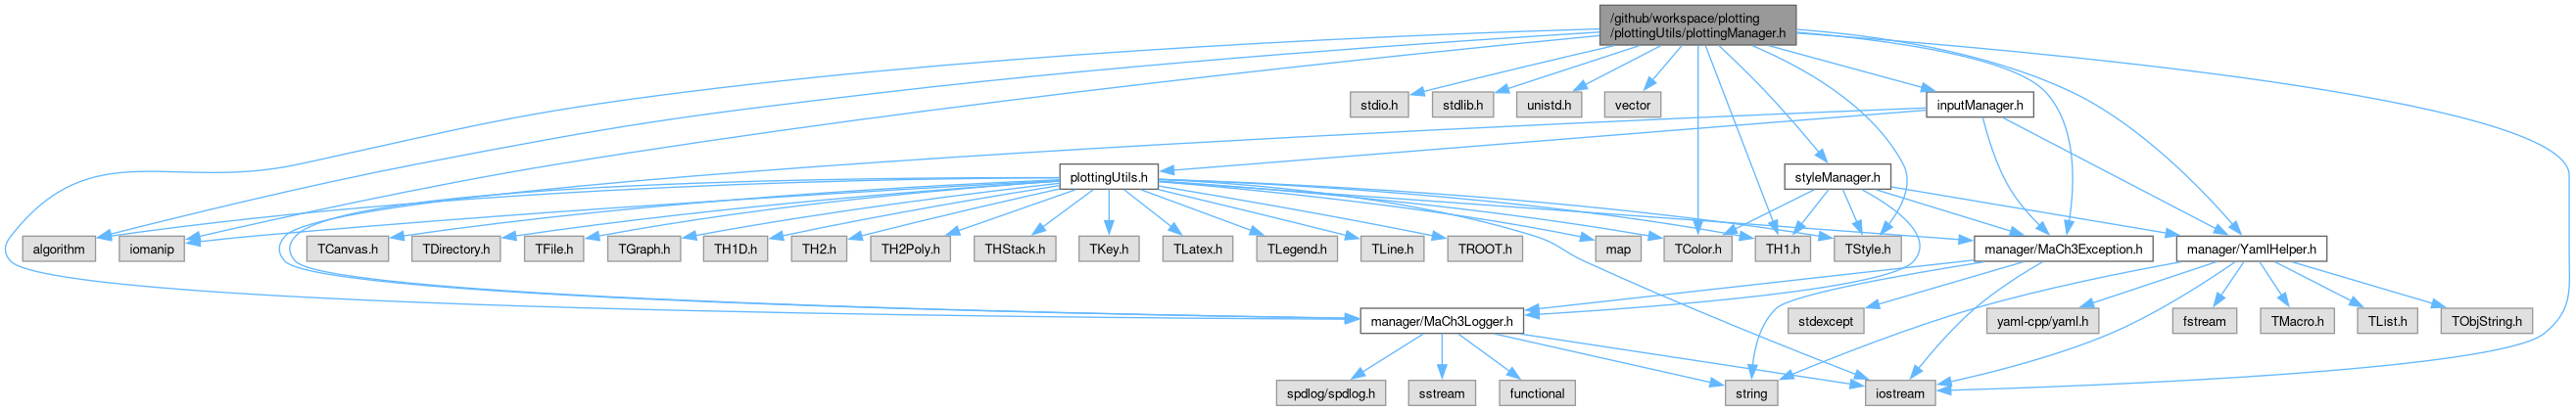 /github/workspace/plotting
/plottingUtils/plottingManager.h
stdio.h
stdlib.h
unistd.h
vector
inputManager.h
plottingUtils.h
styleManager.h
algorithm
iomanip
TCanvas.h
TDirectory.h
TFile.h
TGraph.h
TH1D.h
TH2.h
TH2Poly.h
THStack.h
TKey.h
TLatex.h
TLegend.h
TLine.h
TROOT.h
map
TColor.h
TH1.h
TStyle.h
manager/MaCh3Exception.h
manager/YamlHelper.h
manager/MaCh3Logger.h
stdexcept
yaml-cpp/yaml.h
fstream
TMacro.h
TList.h
TObjString.h
spdlog/spdlog.h
sstream
functional
string
iostream